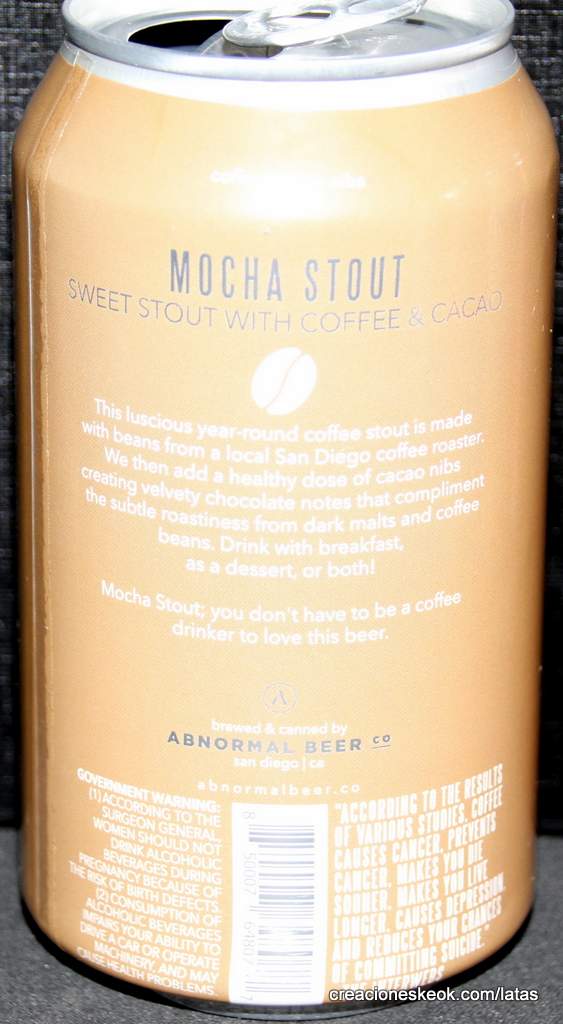 MOCHA STOUT
SWEET STOUT WITH COFFEE & CACAO
This luscious year-round coffee stout is made
with beans from a local San Diego coffee roaster.
We then add a healthy dose of cacao nibs
creating velvety chocolate notes that compliment
the subtle roastiness from dark malts and coffee
beans. Drink with breakfast,
as a dessert, or both!
Mocha Stout; you don't have to be a coffee
drinker to love this beer.
brewed & canned by
ABNORMAL BEER CO
san diego | ca
abnormalbeer.co
GOVERNMENT WARNING:
(1) ACCORDING TO THE
SURGEON GENERAL,
WOMEN SHOULD NOT
DRINK ALCOHOLIC
BEVERAGES DURING
PREGNANCY BECAUSE OF
THE RISK OF BIRTH DEFECTS.
(2) CONSUMPTION OF
ALCOHOLIC BEVERAGES
IMPAIRS YOUR ABILITY TO
DRIVE A CAR OR OPERATE
MACHINERY, AND MAY
CAUSE HEALTH PROBLEMS.
"ACCORDING TO THE RESULTS
OF VARIOUS STUDIES, COFFEE
CAUSES CANCER, PREVENTS
CANCER, MAKES YOU DIE
SOONER, MAKES YOU LIVE
LONGER, CAUSES DEPRESSION,
AND REDUCES YOUR CHANCES
OF COMMITTING SUICIDE."
creacioneskeok.com/latas